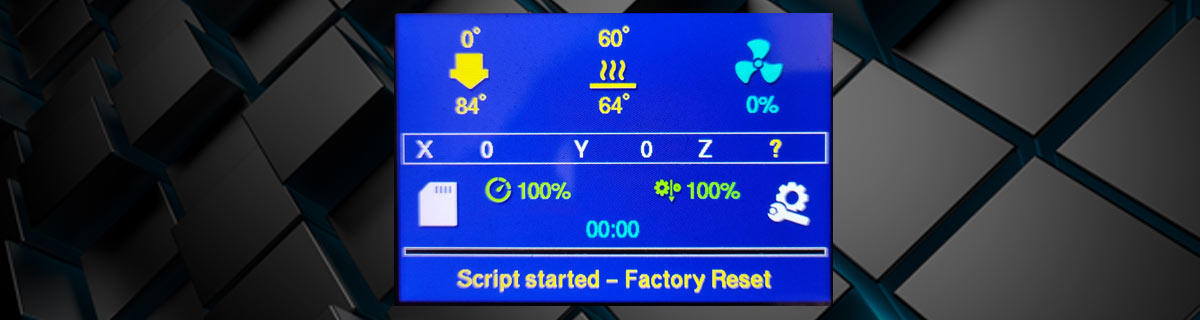 0° 60°
84° 64° 0%
X 0 Y 0 Z ?
100% 100%
00:00
Script started – Factory Reset